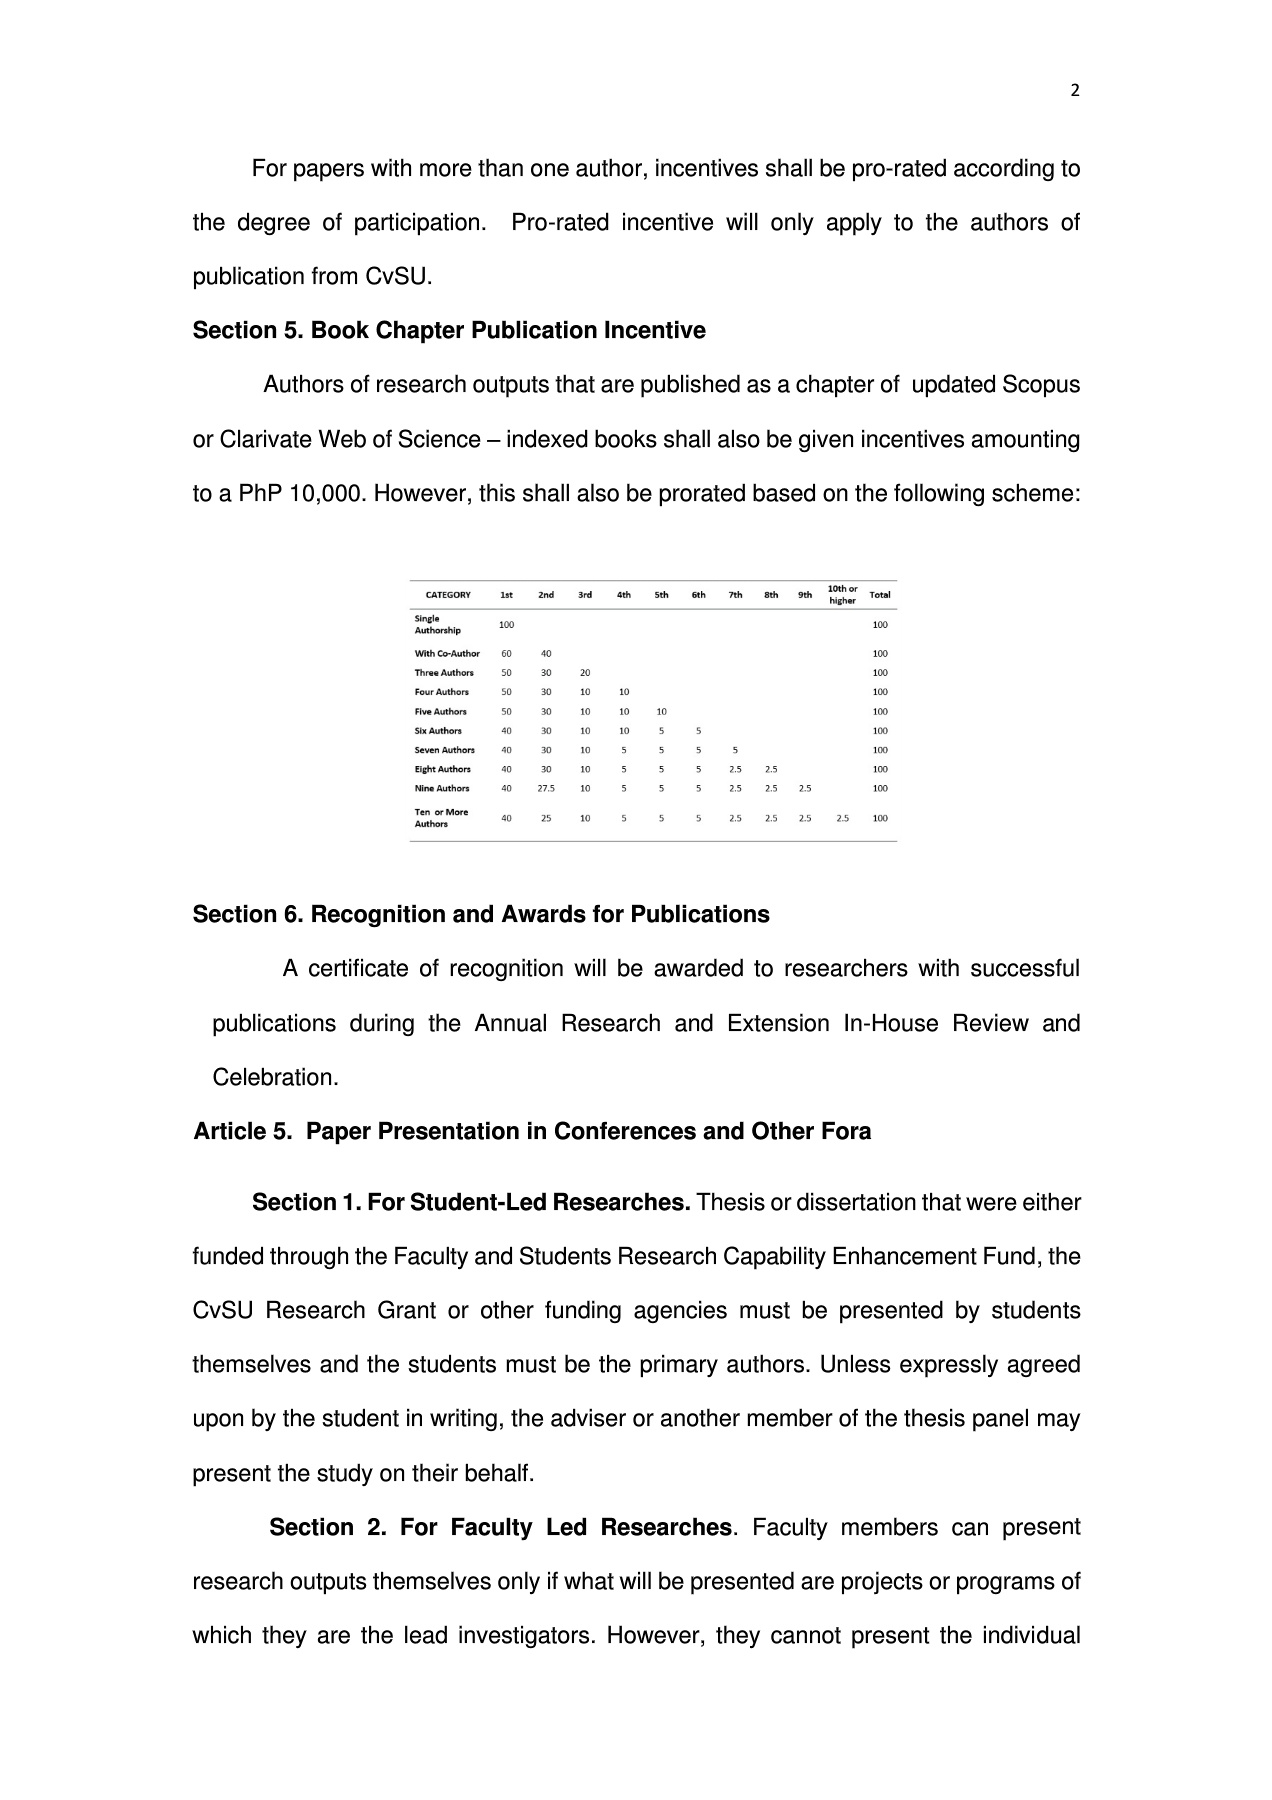 2
For papers with more than one author, incentives shall be pro-rated according to
the degree of participation.  Pro-rated incentive will only apply to the authors of
publication from CvSU.
Section 5. Book Chapter Publication Incentive
Authors of research outputs that are published as a chapter of  updated Scopus
or Clarivate Web of Science – indexed books shall also be given incentives amounting
to a PhP 10,000. However, this shall also be prorated based on the following scheme:
CATEGORY 1st 2nd 3rd 4th 5th 6th 7th 8th 9th 10th or higher Total
Single Authorship 100 100
With Co-Author 60 40 100
Three Authors 50 30 20 100
Four Authors 50 30 10 10 100
Five Authors 50 30 10 10 10 100
Six Authors 40 30 10 10 5 5 100
Seven Authors 40 30 10 5 5 5 5 100
Eight Authors 40 30 10 5 5 5 2.5 2.5 100
Nine Authors 40 27.5 10 5 5 5 2.5 2.5 2.5 100
Ten or More Authors 40 25 10 5 5 5 2.5 2.5 2.5 2.5 100
Section 6. Recognition and Awards for Publications
A certificate of recognition will be awarded to researchers with successful
publications during the Annual Research and Extension In-House Review and
Celebration.
Article 5.  Paper Presentation in Conferences and Other Fora
Section 1. For Student-Led Researches. Thesis or dissertation that were either
funded through the Faculty and Students Research Capability Enhancement Fund, the
CvSU Research Grant or other funding agencies must be presented by students
themselves and the students must be the primary authors. Unless expressly agreed
upon by the student in writing, the adviser or another member of the thesis panel may
present the study on their behalf.
Section 2. For Faculty Led Researches. Faculty members can present
research outputs themselves only if what will be presented are projects or programs of
which they are the lead investigators. However, they cannot present the individual